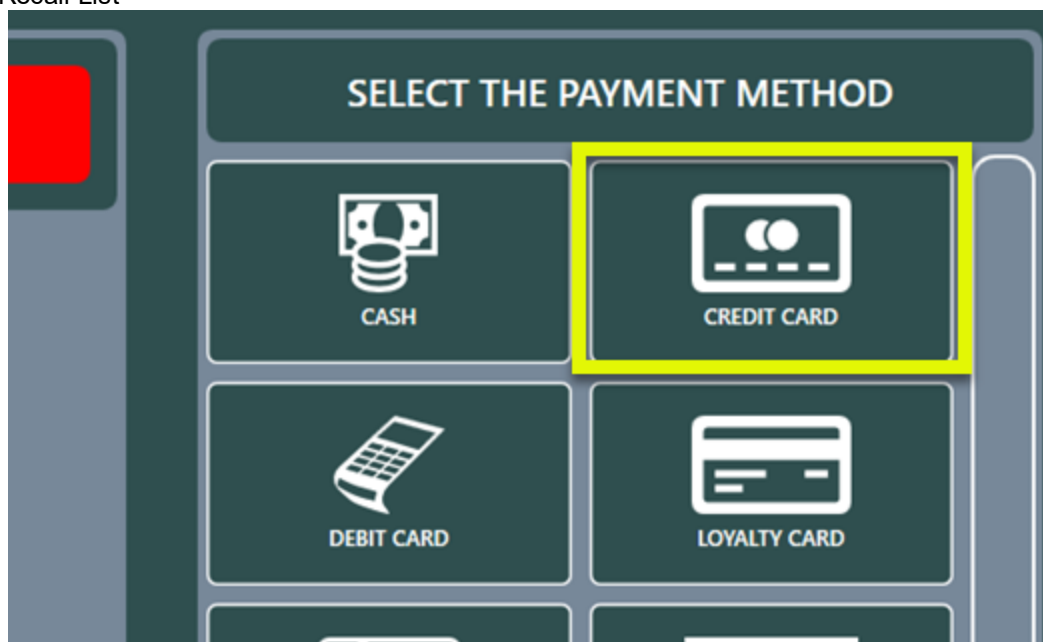 Recall List
SELECT THE PAYMENT METHOD
CASH
CREDIT CARD
DEBIT CARD
LOYALTY CARD